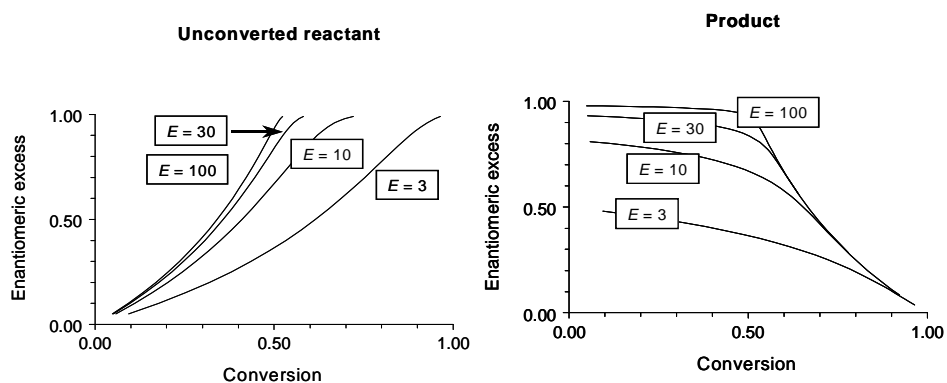 Unconverted reactant
Enantiomeric excess
1.00
0.50
0.00
E = 30
E = 100
E = 10
E = 3
0.00
0.50
1.00
Conversion
Product
Enantiomeric excess
1.00
0.50
0.00
E = 100
E = 30
E = 10
E = 3
0.00
0.50
1.00
Conversion